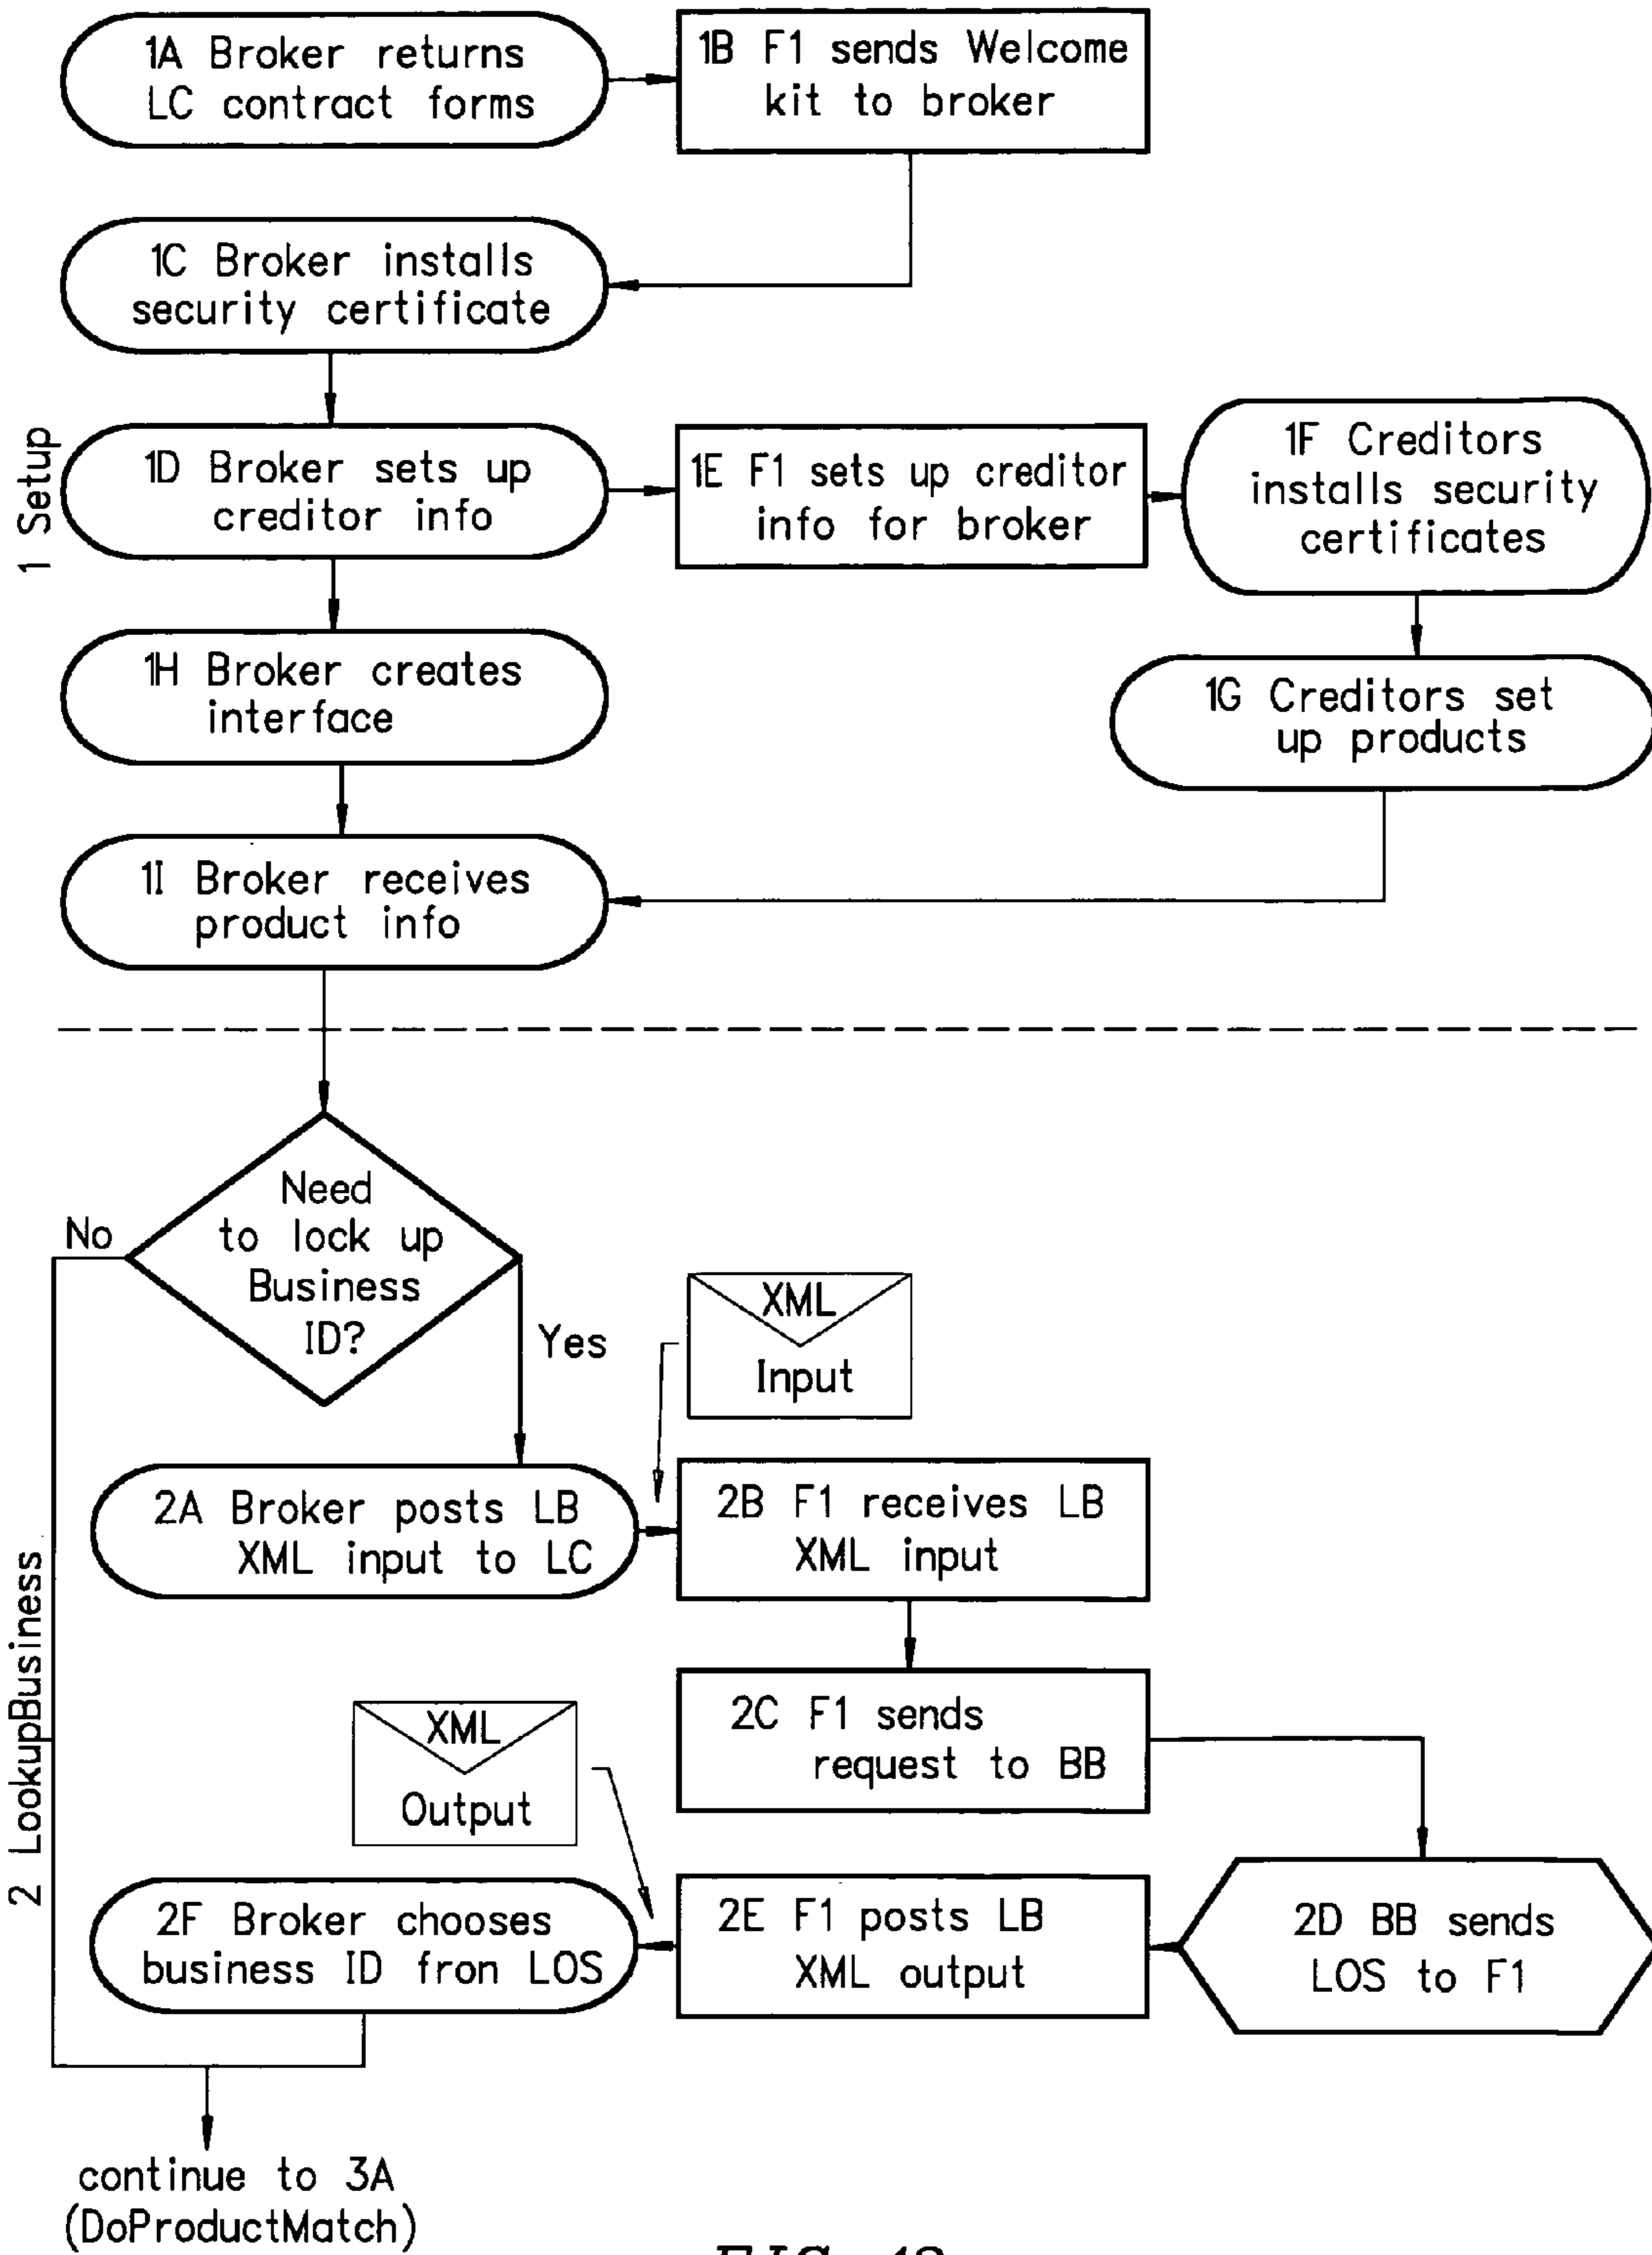 1A Broker returns
LC contract forms
1B F1 sends Welcome
kit to broker
1C Broker installs
security certificate
1 Setup
1D Broker sets up
creditor info
1E F1 sets up creditor
info for broker
1F Creditors
installs security
certificates
1H Broker creates
interface
1G Creditors set
up products
1I Broker receives
product info
Need
to lock up
Business
ID?
No
Yes
XML
Input
2 LookupBusiness
2A Broker posts LB
XML input to LC
2B F1 receives LB
XML input
2C F1 sends
request to BB
XML
Output
2F Broker chooses
business ID fron LOS
2E F1 posts LB
XML output
2D BB sends
LOS to F1
continue to 3A
(DoProductMatch)